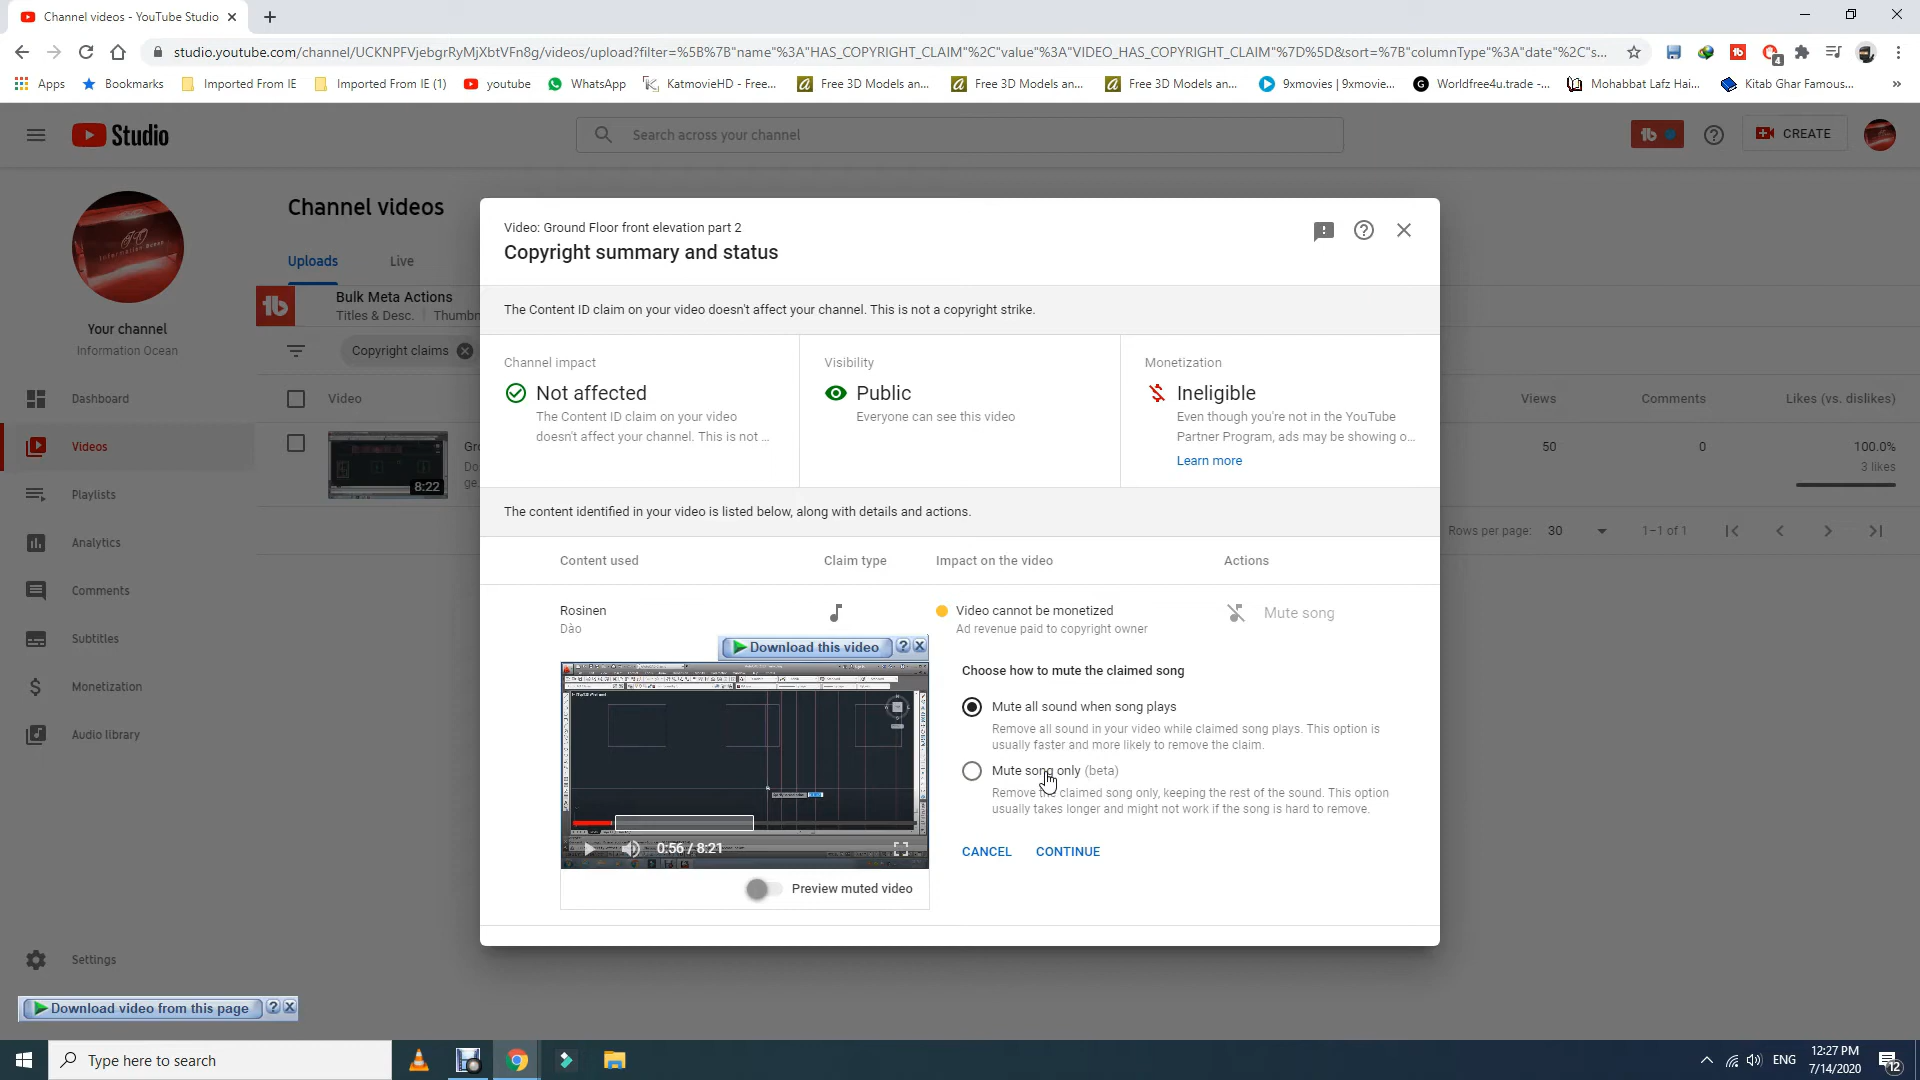 Channel videos - YouTube Studio
studio.youtube.com/channel/UCKNPFVjebgrRyMjXbtVFn8g/videos/upload?filter=%5B%7B"name"%3A"HAS_COPYRIGHT_CLAIM"%2C"value"%3A"VIDEO_HAS_COPYRIGHT_CLAIM"%7D%5D&sort=%7B"columnType"%3A"date"%2C"s...
4
Apps
Bookmarks
Imported From IE
Imported From IE (1)
youtube
WhatsApp
KatmovieHD - Free...
Free 3D Models an...
Free 3D Models an...
Free 3D Models an...
9xmovies | 9xmovie...
Worldfree4u.trade -...
Mohabbat Lafz Hai...
Kitab Ghar Famous...
Studio
Search across your channel
tb
CREATE
Your channel
Information Ocean
Dashboard
Videos
Playlists
Analytics
Comments
Subtitles
Monetization
Audio library
Settings
Channel videos
Uploads
Live
tb
Bulk Meta Actions
Titles & Desc.
Thumbn
Copyright claims
Video
Views
Comments
Likes (vs. dislikes)
8:22
Gro
Do
ge.
50
0
100.0%
3 likes
Rows per page:
30
1–1 of 1
Video: Ground Floor front elevation part 2
Copyright summary and status
The Content ID claim on your video doesn't affect your channel. This is not a copyright strike.
Channel impact
Not affected
The Content ID claim on your video
doesn't affect your channel. This is not ...
Visibility
Public
Everyone can see this video
Monetization
Ineligible
Even though you're not in the YouTube
Partner Program, ads may be showing o...
Learn more
The content identified in your video is listed below, along with details and actions.
Content used
Claim type
Impact on the video
Actions
Rosinen
Dào
Video cannot be monetized
Ad revenue paid to copyright owner
Mute song
Download this video
0:56 / 8:21
Preview muted video
Choose how to mute the claimed song
Mute all sound when song plays
Remove all sound in your video while claimed song plays. This option is
usually faster and more likely to remove the claim.
Mute song only (beta)
Remove the claimed song only, keeping the rest of the sound. This option
usually takes longer and might not work if the song is hard to remove.
CANCEL
CONTINUE
Download video from this page
Type here to search
ENG
12:27 PM
7/14/2020
12